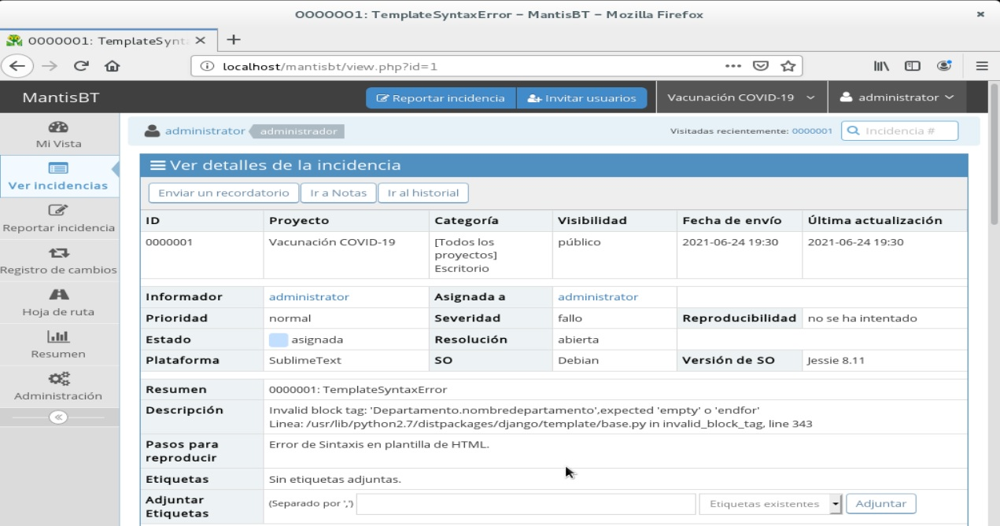 0000001: TemplateSyntaxError – MantisBT – Mozilla Firefox
0000001: TemplateSynt
localhost/mantisbt/view.php?id=1
MantisBT
Reportar incidencia
Invitar usuarios
Vacunación COVID-19
administrator
Mi Vista
Ver incidencias
Reportar incidencia
Registro de cambios
Hoja de ruta
Resumen
Administración
administrator administrador
Visitadas recientemente: 0000001
Incidencia #
Ver detalles de la incidencia
Enviar un recordatorio Ir a Notas Ir al historial
ID Proyecto Categoría Visibilidad Fecha de envío Última actualización
0000001 Vacunación COVID-19 [Todos los público 2021-06-24 19:30 2021-06-24 19:30
proyectos]
Escritorio
Informador administrator Asignada a administrator
Prioridad normal Severidad fallo Reproducibilidad no se ha intentado
Estado asignada Resolución abierta
Plataforma SublimeText SO Debian Versión de SO Jessie 8.11
Resumen 0000001: TemplateSyntaxError
Descripción Invalid block tag: 'Departamento.nombredepartamento',expected 'empty' o 'endfor'
Linea: /usr/lib/python2.7/distpackages/django/template/base.py in invalid_block_tag, line 343
Pasos para Error de Sintaxis en plantilla de HTML.
reproducir
Etiquetas Sin etiquetas adjuntas.
Adjuntar (Separado por ',') Etiquetas existentes Adjuntar
Etiquetas